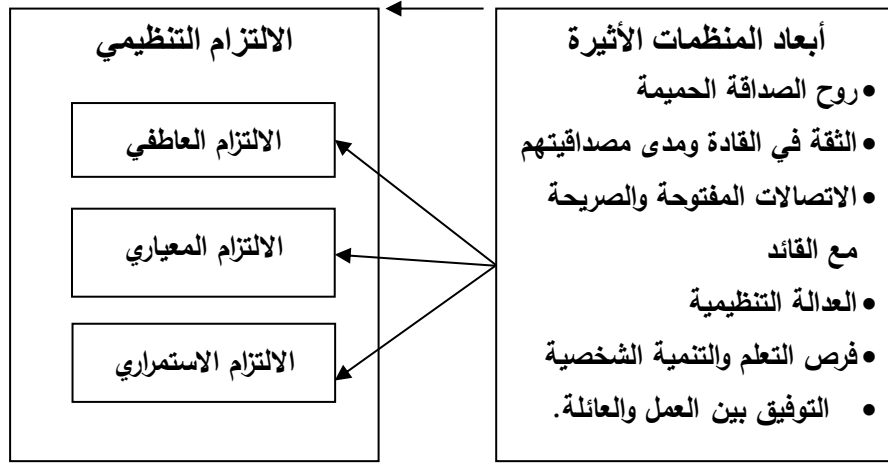 أبعاد المنظمات الأثيرة
• روح الصداقة الحميمة
• الثقة في القادة ومدى مصداقيتهم
• الاتصالات المفتوحة والصريحة
مع القائد
• العدالة التنظيمية
• فرص التعلم والتنمية الشخصية
• التوفيق بين العمل والعائلة.
الالتزام التنظيمي
الالتزام العاطفي
الالتزام المعياري
الالتزام الاستمراري